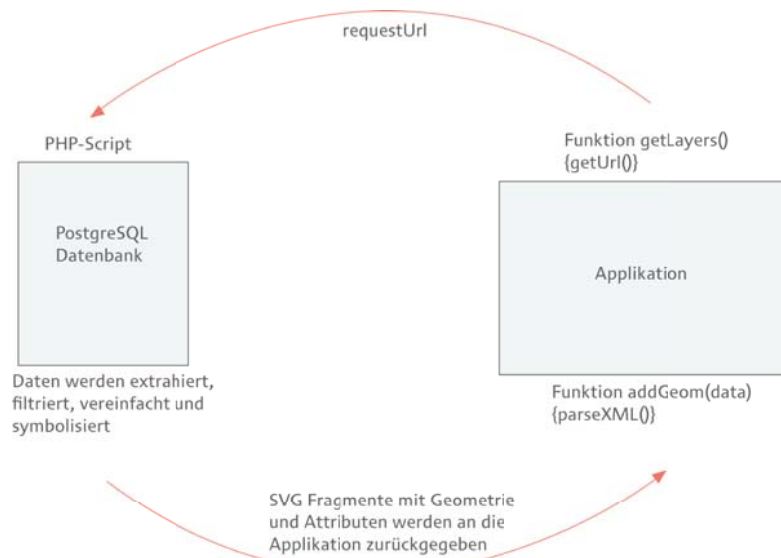 requestUrl
PHP-Script
PostgreSQL
Datenbank
Daten werden extrahiert,
filtriert, vereinfacht und
symbolisiert
Funktion getLayers()
{getUrl()}
Applikation
Funktion addGeom(data)
{parseXML()}
SVG Fragmente mit Geometrie
und Attributen werden an die
Applikation zurückgegeben